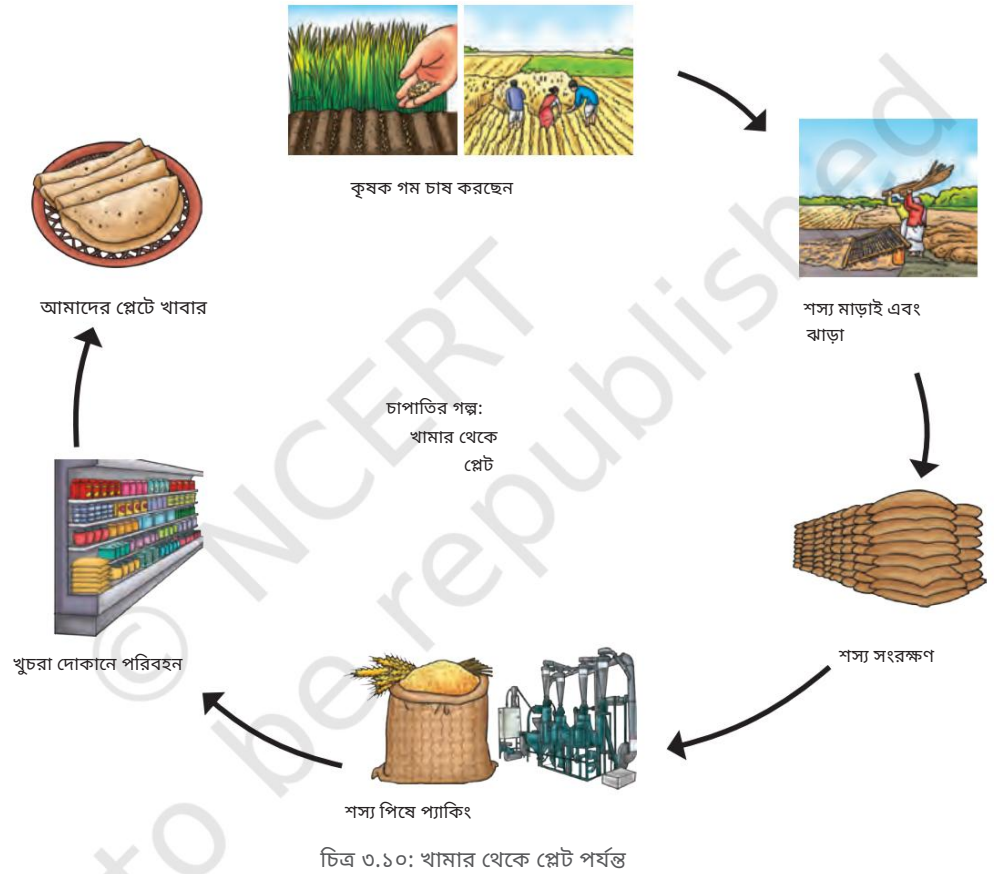 কৃষক গম চাষ করছেন
শস্য মাড়াই এবং
ঝাড়া
শস্য সংরক্ষণ
শস্য পিষে প্যাকিং
খুচরা দোকানে পরিবহন
আমাদের প্লেটে খাবার
চাপাতির গল্প:
খামার থেকে
প্লেট
চিত্র ৩.১০: খামার থেকে প্লেট পর্যন্ত
© NCERT
to be republished